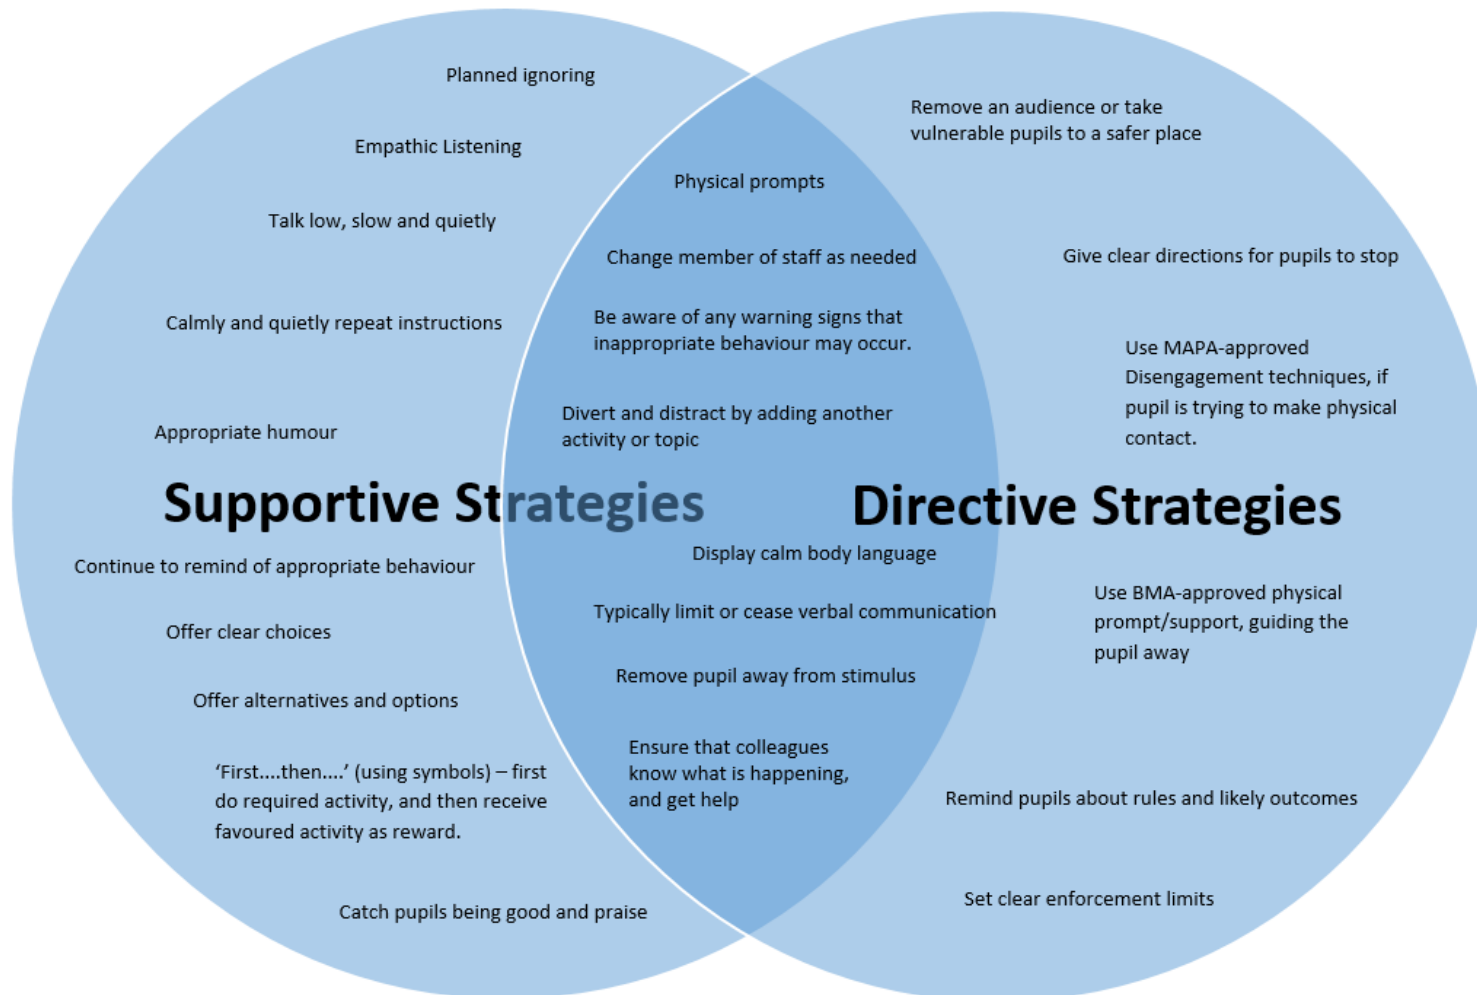 Planned ignoring
Empathic Listening
Talk low, slow and quietly
Calmly and quietly repeat instructions
Appropriate humour
Supportive Strategies
Continue to remind of appropriate behaviour
Offer clear choices
Offer alternatives and options
‘First....then....’ (using symbols) – first
do required activity, and then receive
favoured activity as reward.
Catch pupils being good and praise
Physical prompts
Change member of staff as needed
Be aware of any warning signs that
inappropriate behaviour may occur.
Divert and distract by adding another
activity or topic
Display calm body language
Typically limit or cease verbal communication
Remove pupil away from stimulus
Ensure that colleagues
know what is happening,
and get help
Remove an audience or take
vulnerable pupils to a safer place
Give clear directions for pupils to stop
Use MAPA-approved
Disengagement techniques, if
pupil is trying to make physical
contact.
Directive Strategies
Use BMA-approved physical
prompt/support, guiding the
pupil away
Remind pupils about rules and likely outcomes
Set clear enforcement limits